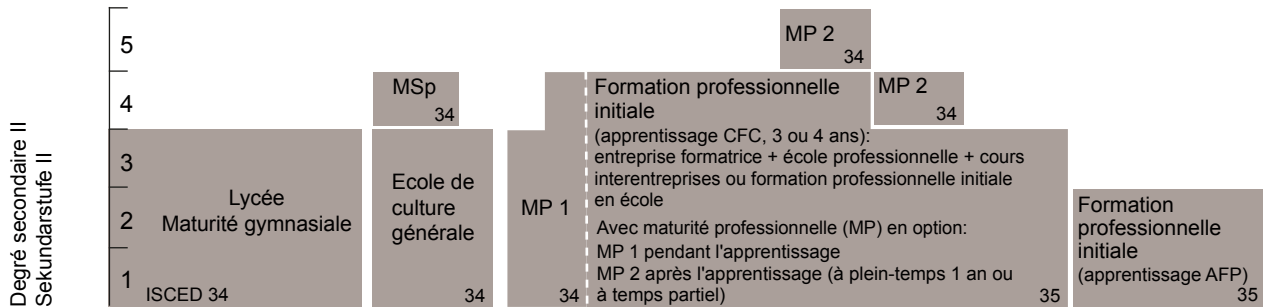 Degré secondaire II
Sekundarstufe II
5
4
3
2
1
Lycée
Maturité gymnasiale
ISCED 34
MSp
34
Ecole de
culture
générale
34
MP 1
34
Formation professionnelle
initiale
(apprentissage CFC, 3 ou 4 ans):
entreprise formatrice + école professionnelle + cours
interentreprises ou formation professionnelle initiale
en école
Avec maturité professionnelle (MP) en option:
MP 1 pendant l'apprentissage
MP 2 après l'apprentissage (à plein-temps 1 an ou
à temps partiel)
35
MP 2
34
MP 2
34
Formation
professionnelle
initiale
(apprentissage AFP)
35